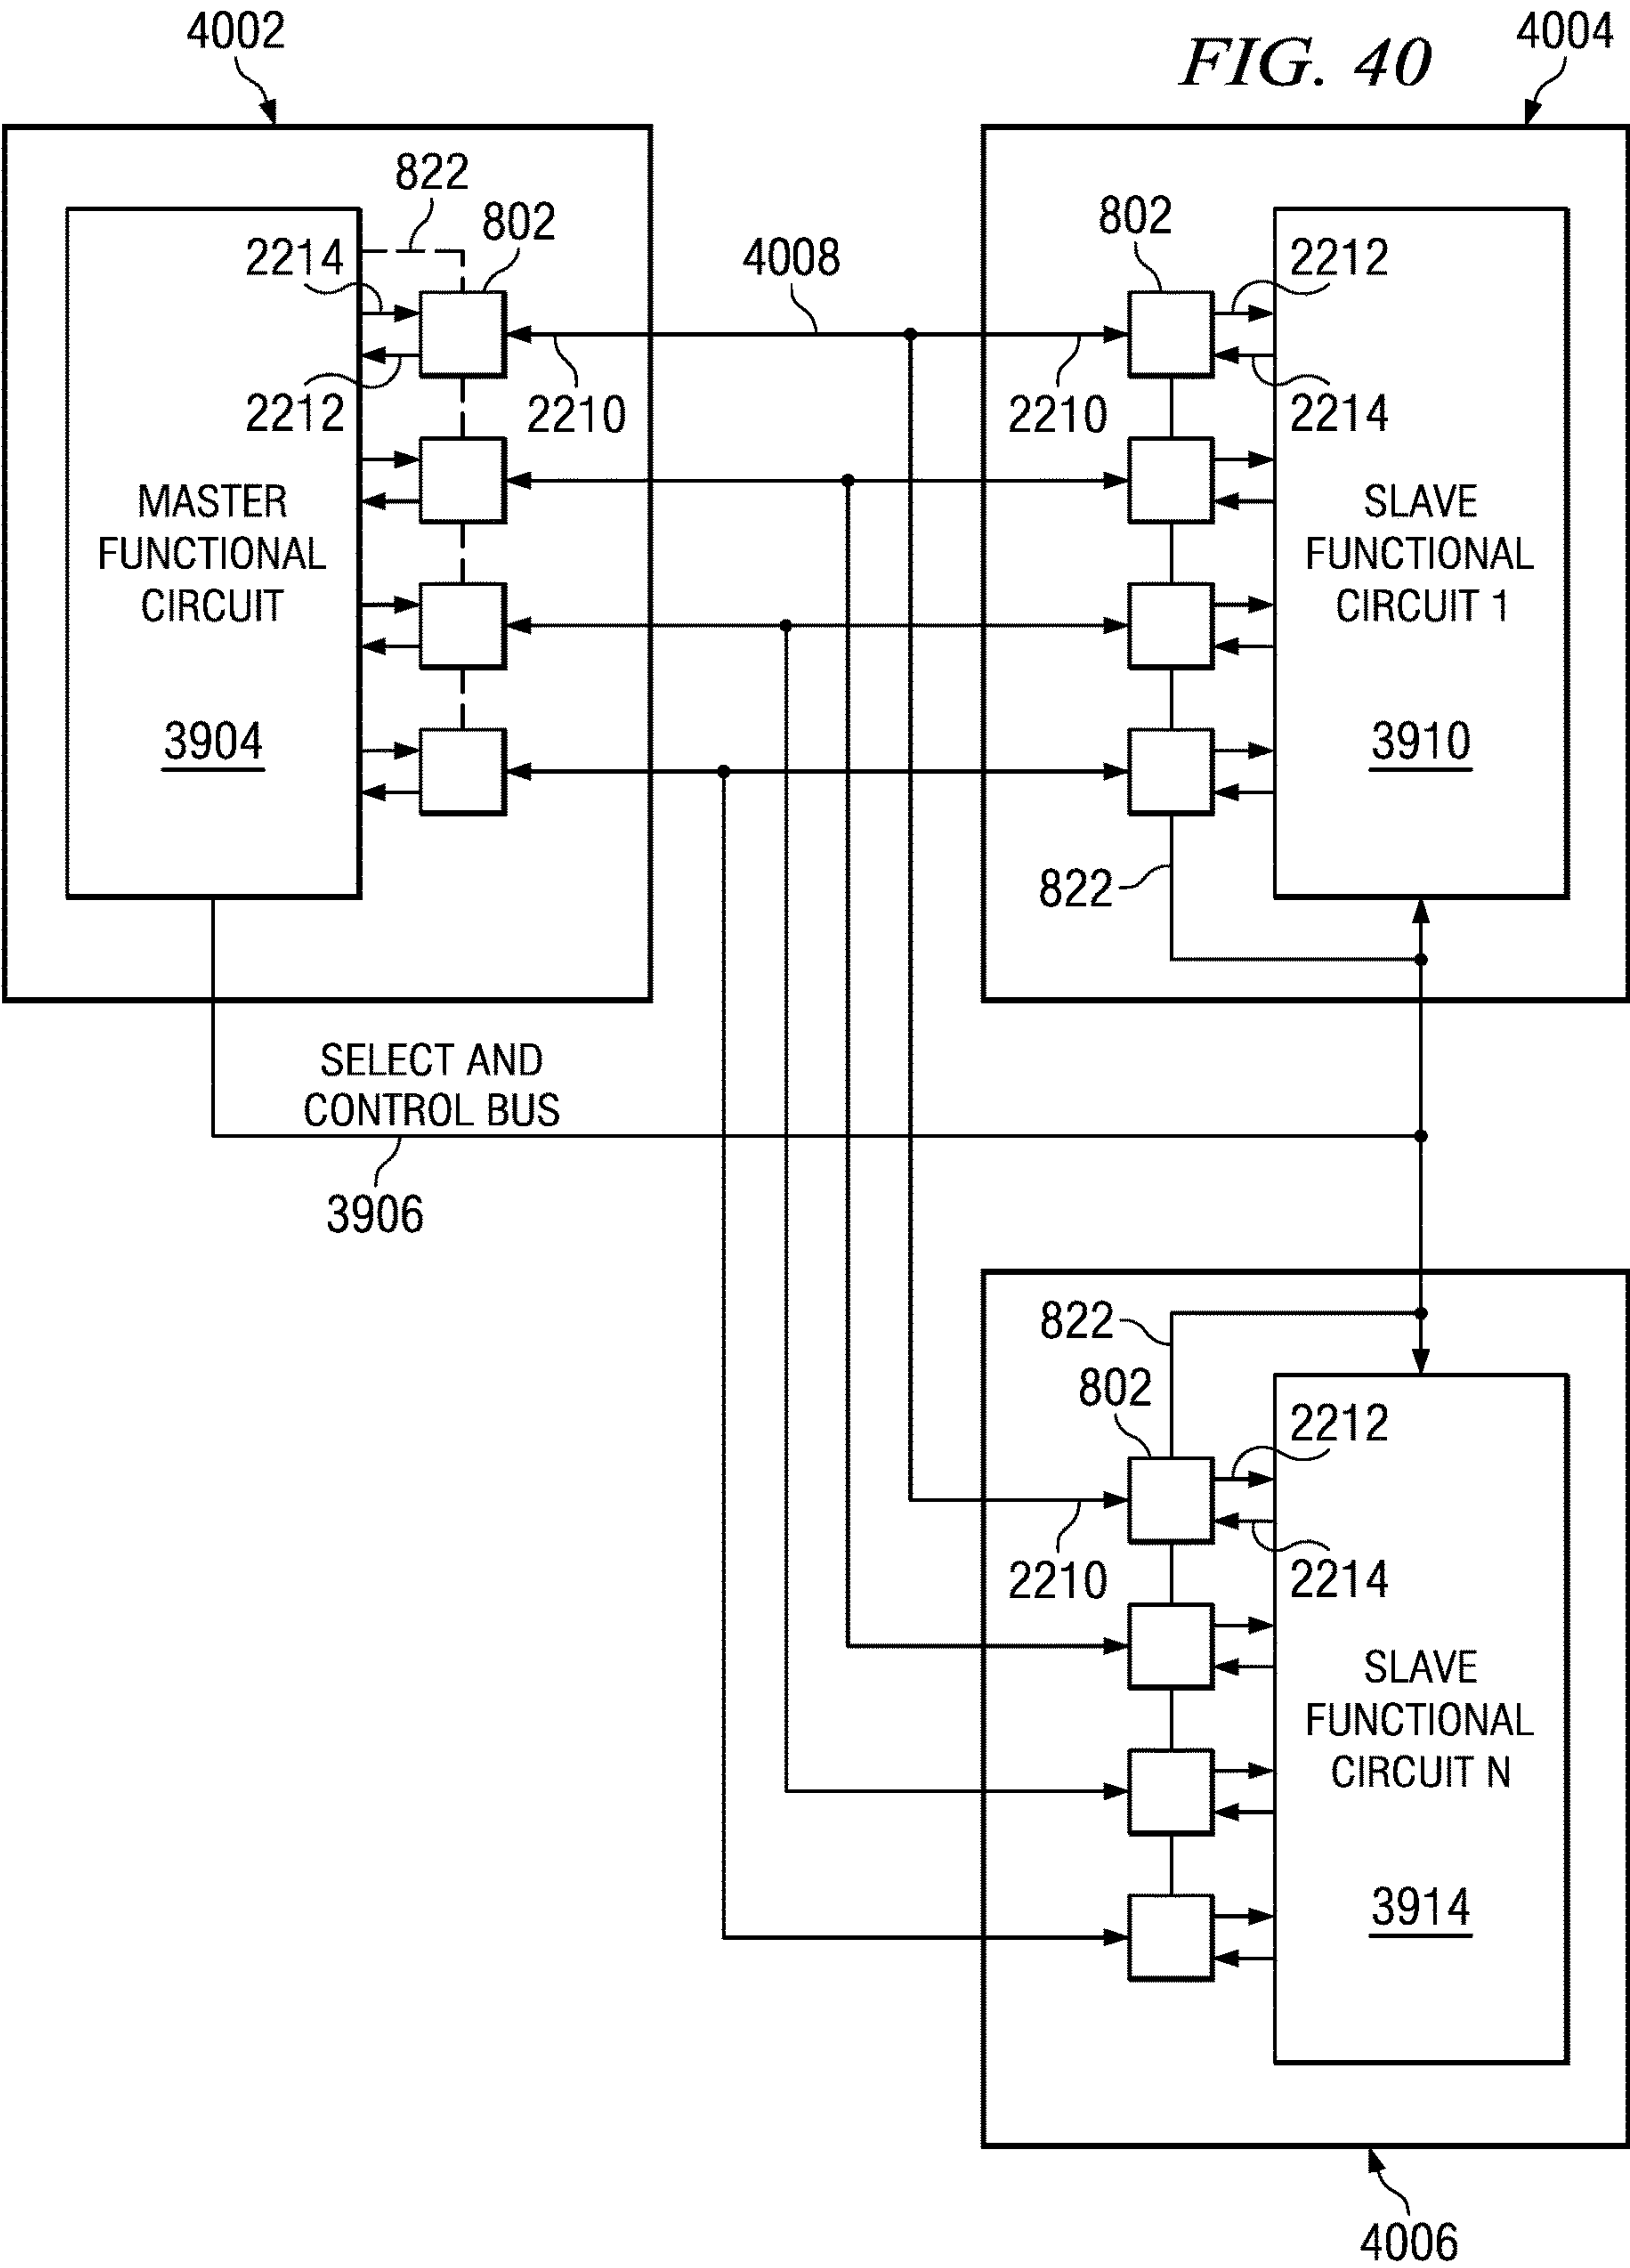 4002
FIG. 40
4004
822
802
2214
2212
2210
4008
MASTER
FUNCTIONAL
CIRCUIT
3904
802
2212
2210
2214
SLAVE
FUNCTIONAL
CIRCUIT 1
3910
822
SELECT AND
CONTROL BUS
3906
822
802
2212
2210
2214
SLAVE
FUNCTIONAL
CIRCUIT N
3914
4006